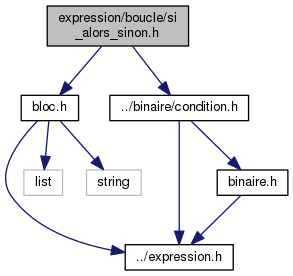 expression/boucle/si
_alors_sinon.h
bloc.h
../binaire/condition.h
list
string
binaire.h
../expression.h